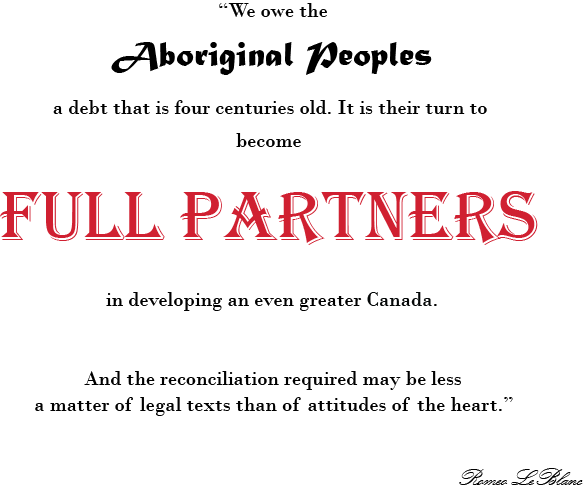 “We owe the
Aboriginal Peoples
a debt that is four centuries old. It is their turn to
become
FULL PARTNERS
in developing an even greater Canada.
And the reconciliation required may be less
a matter of legal texts than of attitudes of the heart.”
Romeo LeBlanc